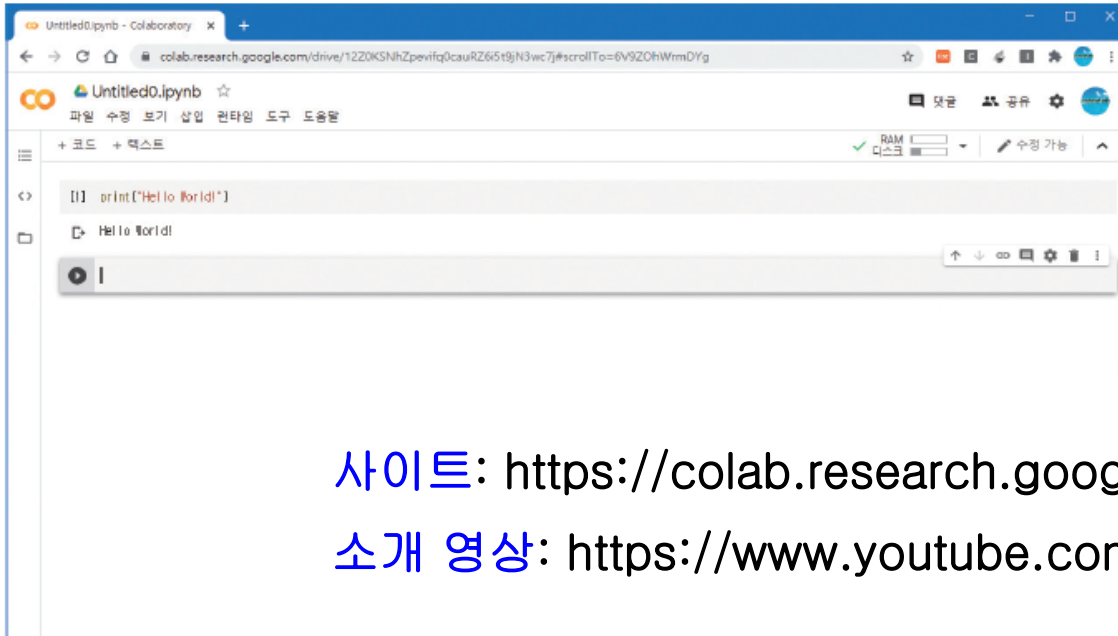 Untitled0.ipynb - Colaboratory
colab.research.google.com/drive/12Z0KSNhZpevifq0cauRZ6i5t9jN3wc7j#scrollTo=6V9ZOhWrmDYg
CO Untitled0.ipynb
댓글 공유
파일 수정 보기 삽입 런타임 도구 도움말
+ 코드 + 텍스트
RAM
디스크
수정 가능
[1] print("Hello World!")
Hello World!
사이트: https://colab.research.goog
소개 영상: https://www.youtube.co